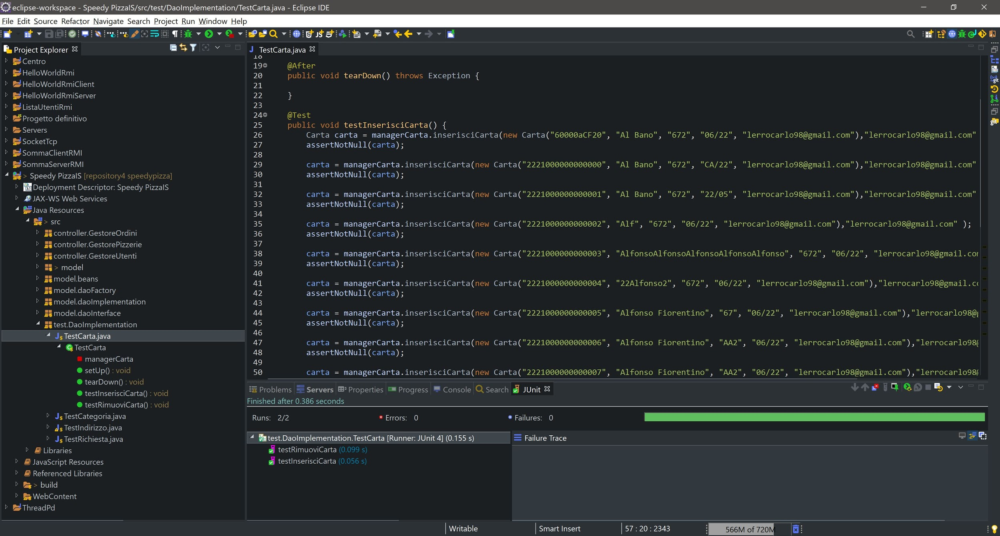 eclipse-workspace - Speedy PizzaIS/src/test/DaoImplementation/TestCarta.java - Eclipse IDE
File Edit Source Refactor Navigate Search Project Run Window Help
Project Explorer
Centro
HelloWorldRmi
HelloWorldRmiClient
HelloWorldRmiServer
ListaUtentiRmi
Progetto definitivo
Servers
SocketTcp
SommaClientRMI
SommaServerRMI
> Speedy PizzaIS [repository4 speedypizza]
Deployment Descriptor: Speedy PizzaIS
JAX-WS Web Services
Java Resources
> src
controller.GestoreOrdini
controller.GestorePizzerie
controller.GestoreUtenti
> model
model.beans
model.daoFactory
model.daoImplementation
model.daoInterface
test.DaoImplementation
TestCarta.java
TestCarta
managerCarta
setUp() : void
tearDown() : void
testInserisciCarta() : void
testRimuoviCarta() : void
TestCategoria.java
TestIndirizzo.java
TestRichiesta.java
Libraries
JavaScript Resources
Referenced Libraries
> build
WebContent
ThreadPd
TestCarta.java
18
19 @After
20 public void tearDown() throws Exception {
21
22 }
23
24 @Test
25 public void testInserisciCarta() {
26 Carta carta = managerCarta.inserisciCarta(new Carta("60000aCF20", "Al Bano", "672", "06/22", "lerrocarlo98@gmail.com"),"lerrocarlo98@gmail.com"
27 assertNotNull(carta);
28
29 carta = managerCarta.inserisciCarta(new Carta("2221000000000000", "Al Bano", "672", "CA/22", "lerrocarlo98@gmail.com"),"lerrocarlo98@gmail.com"
30 assertNotNull(carta);
31
32 carta = managerCarta.inserisciCarta(new Carta("2221000000000001", "Al Bano", "672", "22/05", "lerrocarlo98@gmail.com"),"lerrocarlo98@gmail.com"
33 assertNotNull(carta);
34
35 carta = managerCarta.inserisciCarta(new Carta("2221000000000002", "Alf", "672", "06/22", "lerrocarlo98@gmail.com"),"lerrocarlo98@gmail.com" );
36 assertNotNull(carta);
37
38 carta = managerCarta.inserisciCarta(new Carta("2221000000000003", "AlfonsoAlfonsoAlfonsoAlfonsoAlfonso", "672", "06/22", "lerrocarlo98@gmail.co
39 assertNotNull(carta);
40
41 carta = managerCarta.inserisciCarta(new Carta("2221000000000004", "22Alfonso2", "672", "06/22", "lerrocarlo98@gmail.com"),"lerrocarlo98@gmail.c
42 assertNotNull(carta);
43
44 carta = managerCarta.inserisciCarta(new Carta("2221000000000005", "Alfonso Fiorentino", "67", "06/22", "lerrocarlo98@gmail.com"),"lerrocarlo98@
45 assertNotNull(carta);
46
47 carta = managerCarta.inserisciCarta(new Carta("2221000000000006", "Alfonso Fiorentino", "AA2", "06/22", "lerrocarlo98@gmail.com"),"lerrocarlo98
48 assertNotNull(carta);
49
50 carta = managerCarta.inserisciCarta(new Carta("2221000000000007", "Alfonso Fiorentino", "AA2", "06/22", "lerrocarlo98@gmail.com"),"lerrocarlo98
Problems Servers Properties Progress Console Search JUnit
Finished after 0.386 seconds
Runs: 2/2 Errors: 0 Failures: 0
test.DaoImplementation.TestCarta [Runner: JUnit 4] (0.155 s)
testRimuoviCarta (0.099 s)
testInserisciCarta (0.056 s)
Failure Trace
Writable Smart Insert 57 : 20 : 2343 566M of 720M